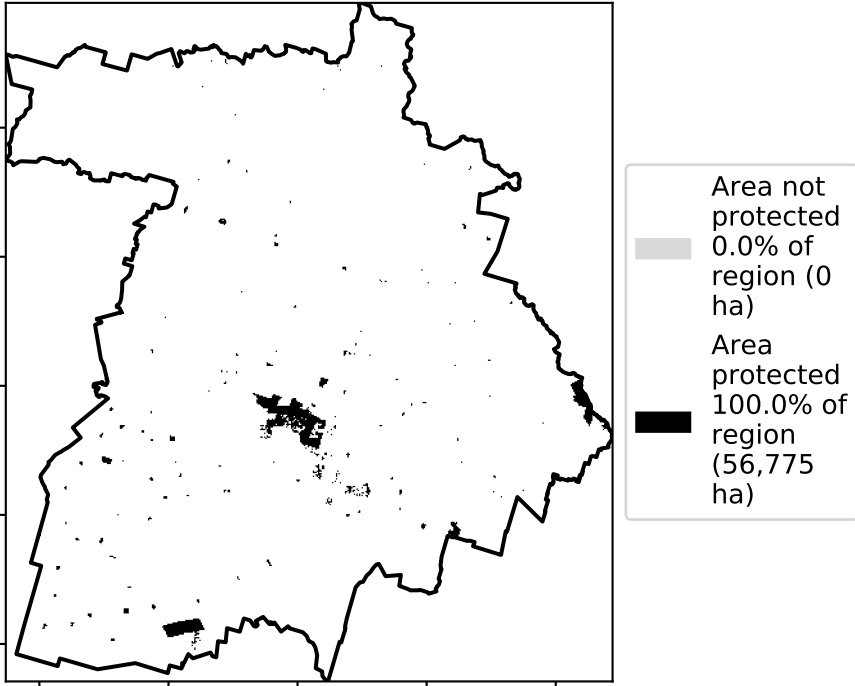 Area not
protected
0.0% of
region (0
ha)
Area
protected
100.0% of
region
(56,775
ha)